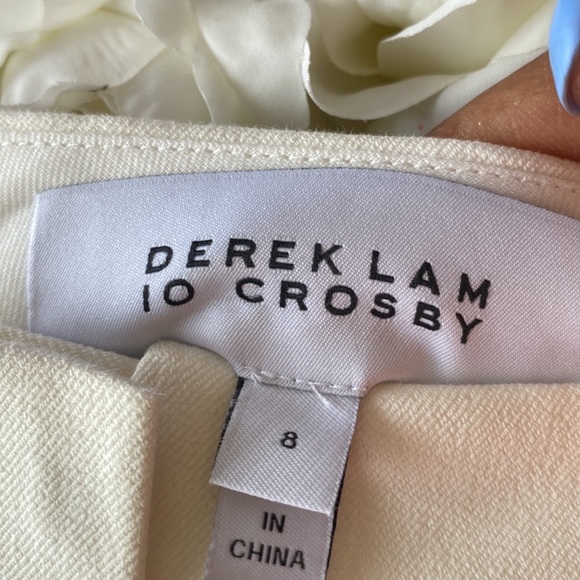 DEREK LAM
10 CROSBY
8
IN
CHINA